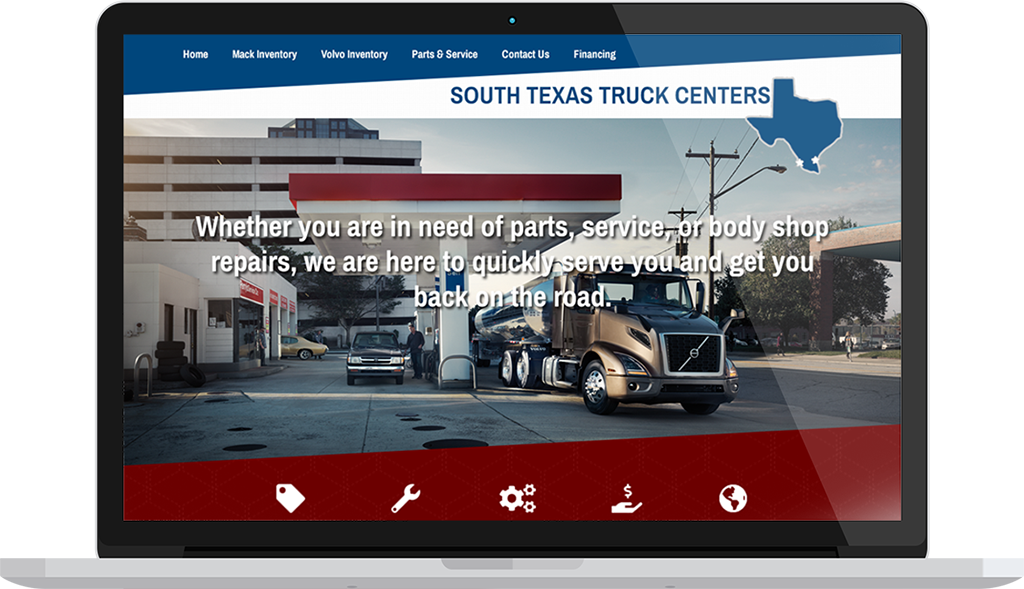 Home
Mack Inventory
Volvo Inventory
Parts & Service
Contact Us
Financing
SOUTH TEXAS TRUCK CENTERS
Whether you are in need of parts, service, or body shop
repairs, we are here to quickly serve you and get you
back on the road.